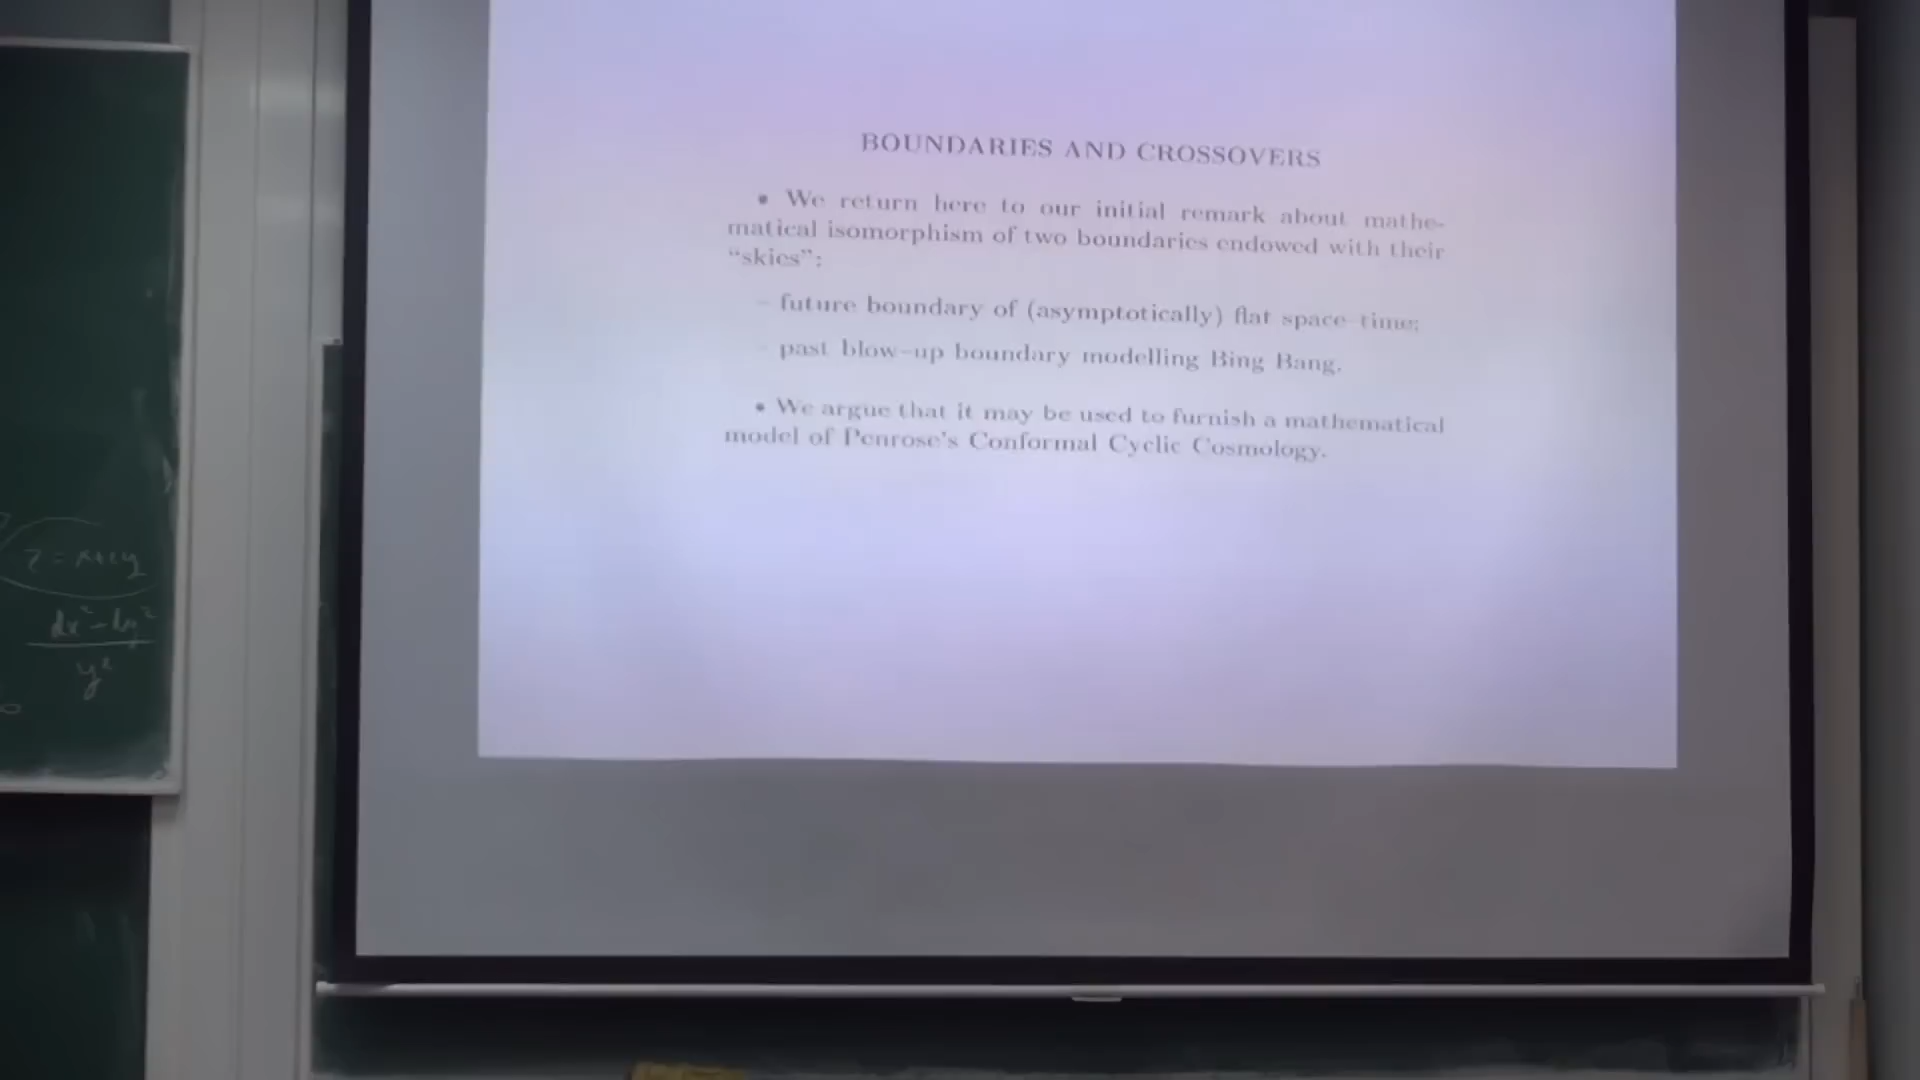 BOUNDARIES AND CROSSOVERS
• We return here to our initial remark about mathe-
matical isomorphism of two boundaries endowed with their
“skies”:
– future boundary of (asymptotically) flat space–time;
– past blow–up boundary modelling Bing Bang.
• We argue that it may be used to furnish a mathematical
model of Penrose's Conformal Cyclic Cosmology.
z = x+iy
y²